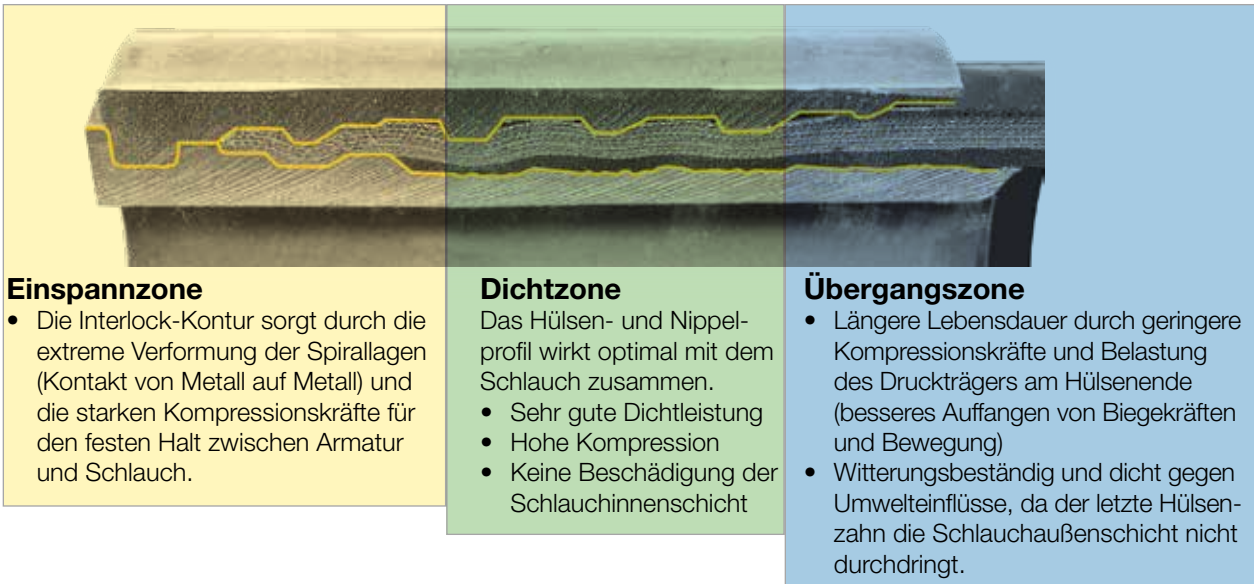 Einspannzone
• Die Interlock-Kontur sorgt durch die
extreme Verformung der Spirallagen
(Kontakt von Metall auf Metall) und
die starken Kompressionskräfte für
den festen Halt zwischen Armatur
und Schlauch.
Dichtzone
Das Hülsen- und Nippel-
profil wirkt optimal mit dem
Schlauch zusammen.
• Sehr gute Dichtleistung
• Hohe Kompression
• Keine Beschädigung der
Schlauchinnenschicht
Übergangszone
• Längere Lebensdauer durch geringere
Kompressionskräfte und Belastung
des Druckträgers am Hülsenende
(besseres Auffangen von Biegekräften
und Bewegung)
• Witterungsbeständig und dicht gegen
Umwelteinflüsse, da der letzte Hülsen-
zahn die Schlauchaußenschicht nicht
durchdringt.